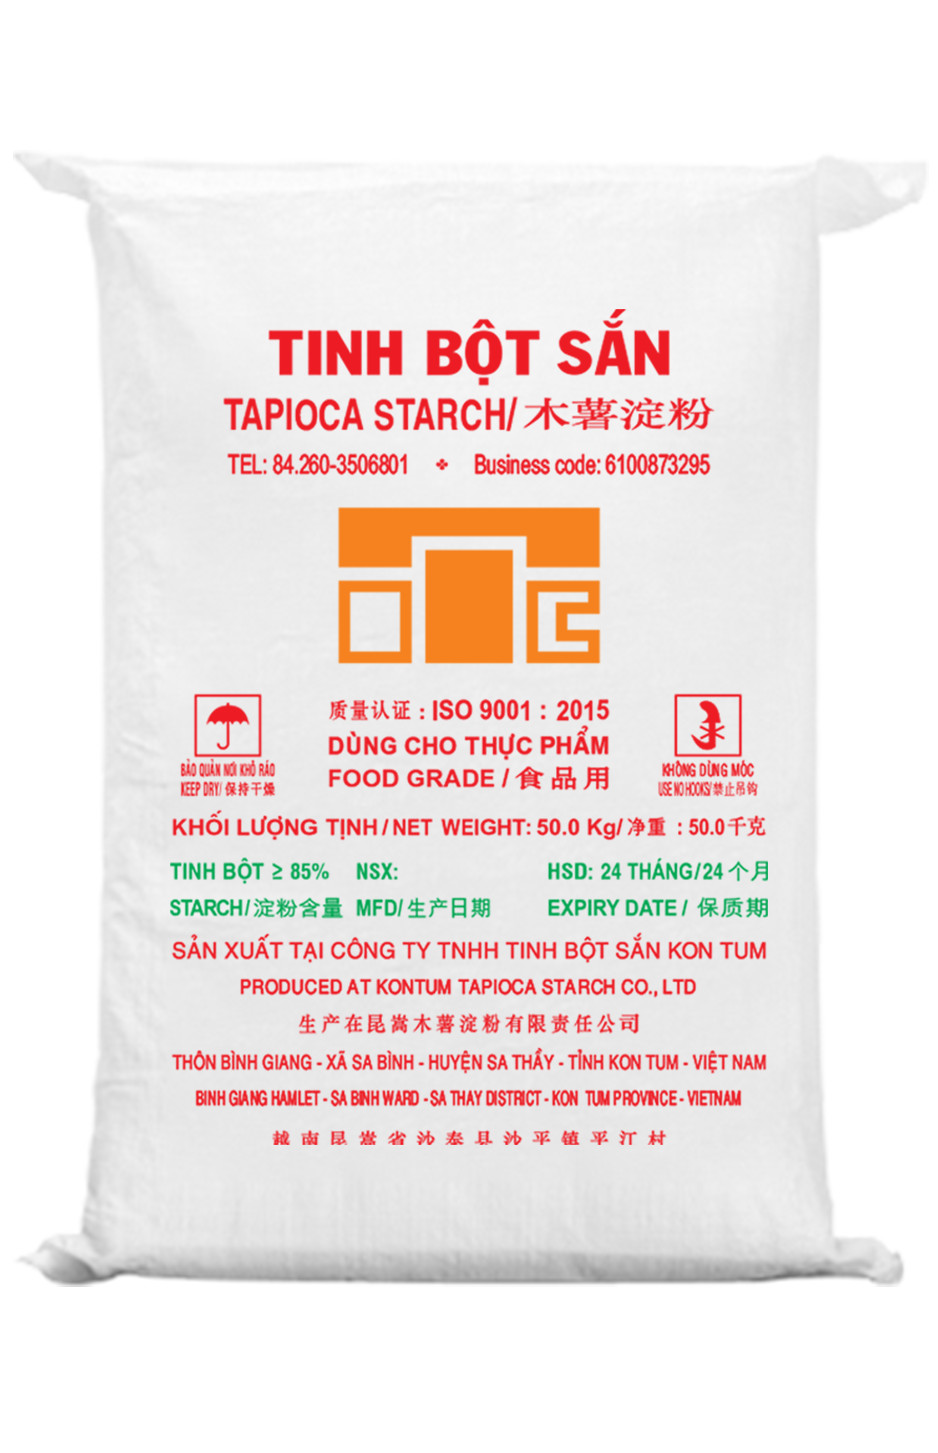 TINH BỘT SẮN
TAPIOCA STARCH/木薯淀粉
TEL: 84.260-3506801 ❖ Business code: 6100873295
质量认证 : ISO 9001 : 2015
DÙNG CHO THỰC PHẨM
FOOD GRADE / 食品用
BẢO QUẢN NƠI KHÔ RÁO
KEEP DRY/ 保持干燥
KHÔNG DÙNG MÓC
USE NO HOOKS/禁止吊钩
KHỐI LƯỢNG TỊNH / NET WEIGHT: 50.0 Kg/ 净重 : 50.0 千克
TINH BỘT ≥ 85% NSX: HSD: 24 THÁNG/24 个月
STARCH/淀粉含量 MFD/生产日期 EXPIRY DATE / 保质期
SẢN XUẤT TẠI CÔNG TY TNHH TINH BỘT SẮN KON TUM
PRODUCED AT KONTUM TAPIOCA STARCH CO., LTD
生产在昆嵩木薯淀粉有限责任公司
THÔN BÌNH GIANG - XÃ SA BÌNH - HUYỆN SA THẦY - TỈNH KON TUM - VIỆT NAM
BINH GIANG HAMLET - SA BINH WARD - SA THAY DISTRICT - KON TUM PROVINCE - VIETNAM
越南昆嵩省沙泰县沙平镇平江村